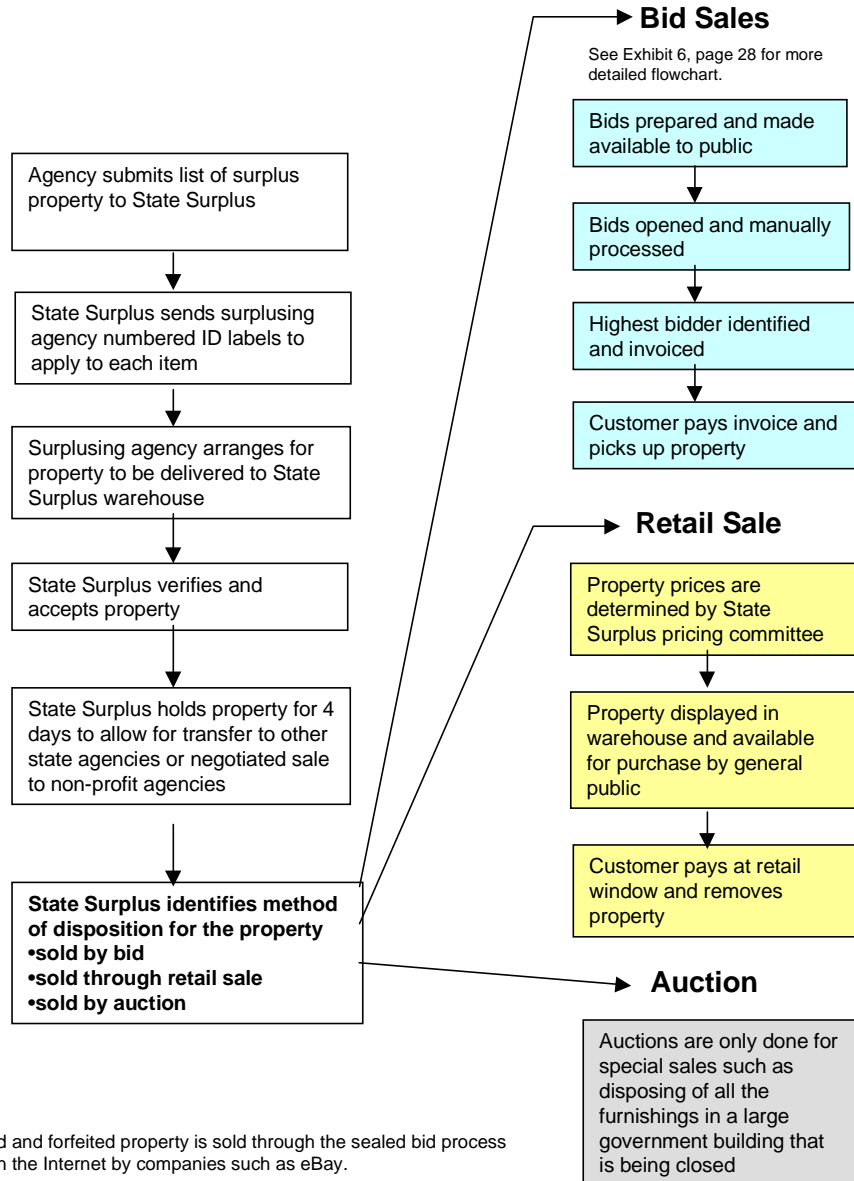 Bid Sales
See Exhibit 6, page 28 for more
detailed flowchart.
Bids prepared and made
available to public
Bids opened and manually
processed
Highest bidder identified
and invoiced
Customer pays invoice and
picks up property
Agency submits list of surplus
property to State Surplus
State Surplus sends surplusing
agency numbered ID labels to
apply to each item
Surplusing agency arranges for
property to be delivered to State
Surplus warehouse
State Surplus verifies and
accepts property
State Surplus holds property for 4
days to allow for transfer to other
state agencies or negotiated sale
to non-profit agencies
State Surplus identifies method
of disposition for the property
•sold by bid
•sold through retail sale
•sold by auction
Retail Sale
Property prices are
determined by State
Surplus pricing committee
Property displayed in
warehouse and available
for purchase by general
public
Customer pays at retail
window and removes
property
Auction
Auctions are only done for
special sales such as
disposing of all the
furnishings in a large
government building that
is being closed
and forfeited property is sold through the sealed bid process
the Internet by companies such as eBay.